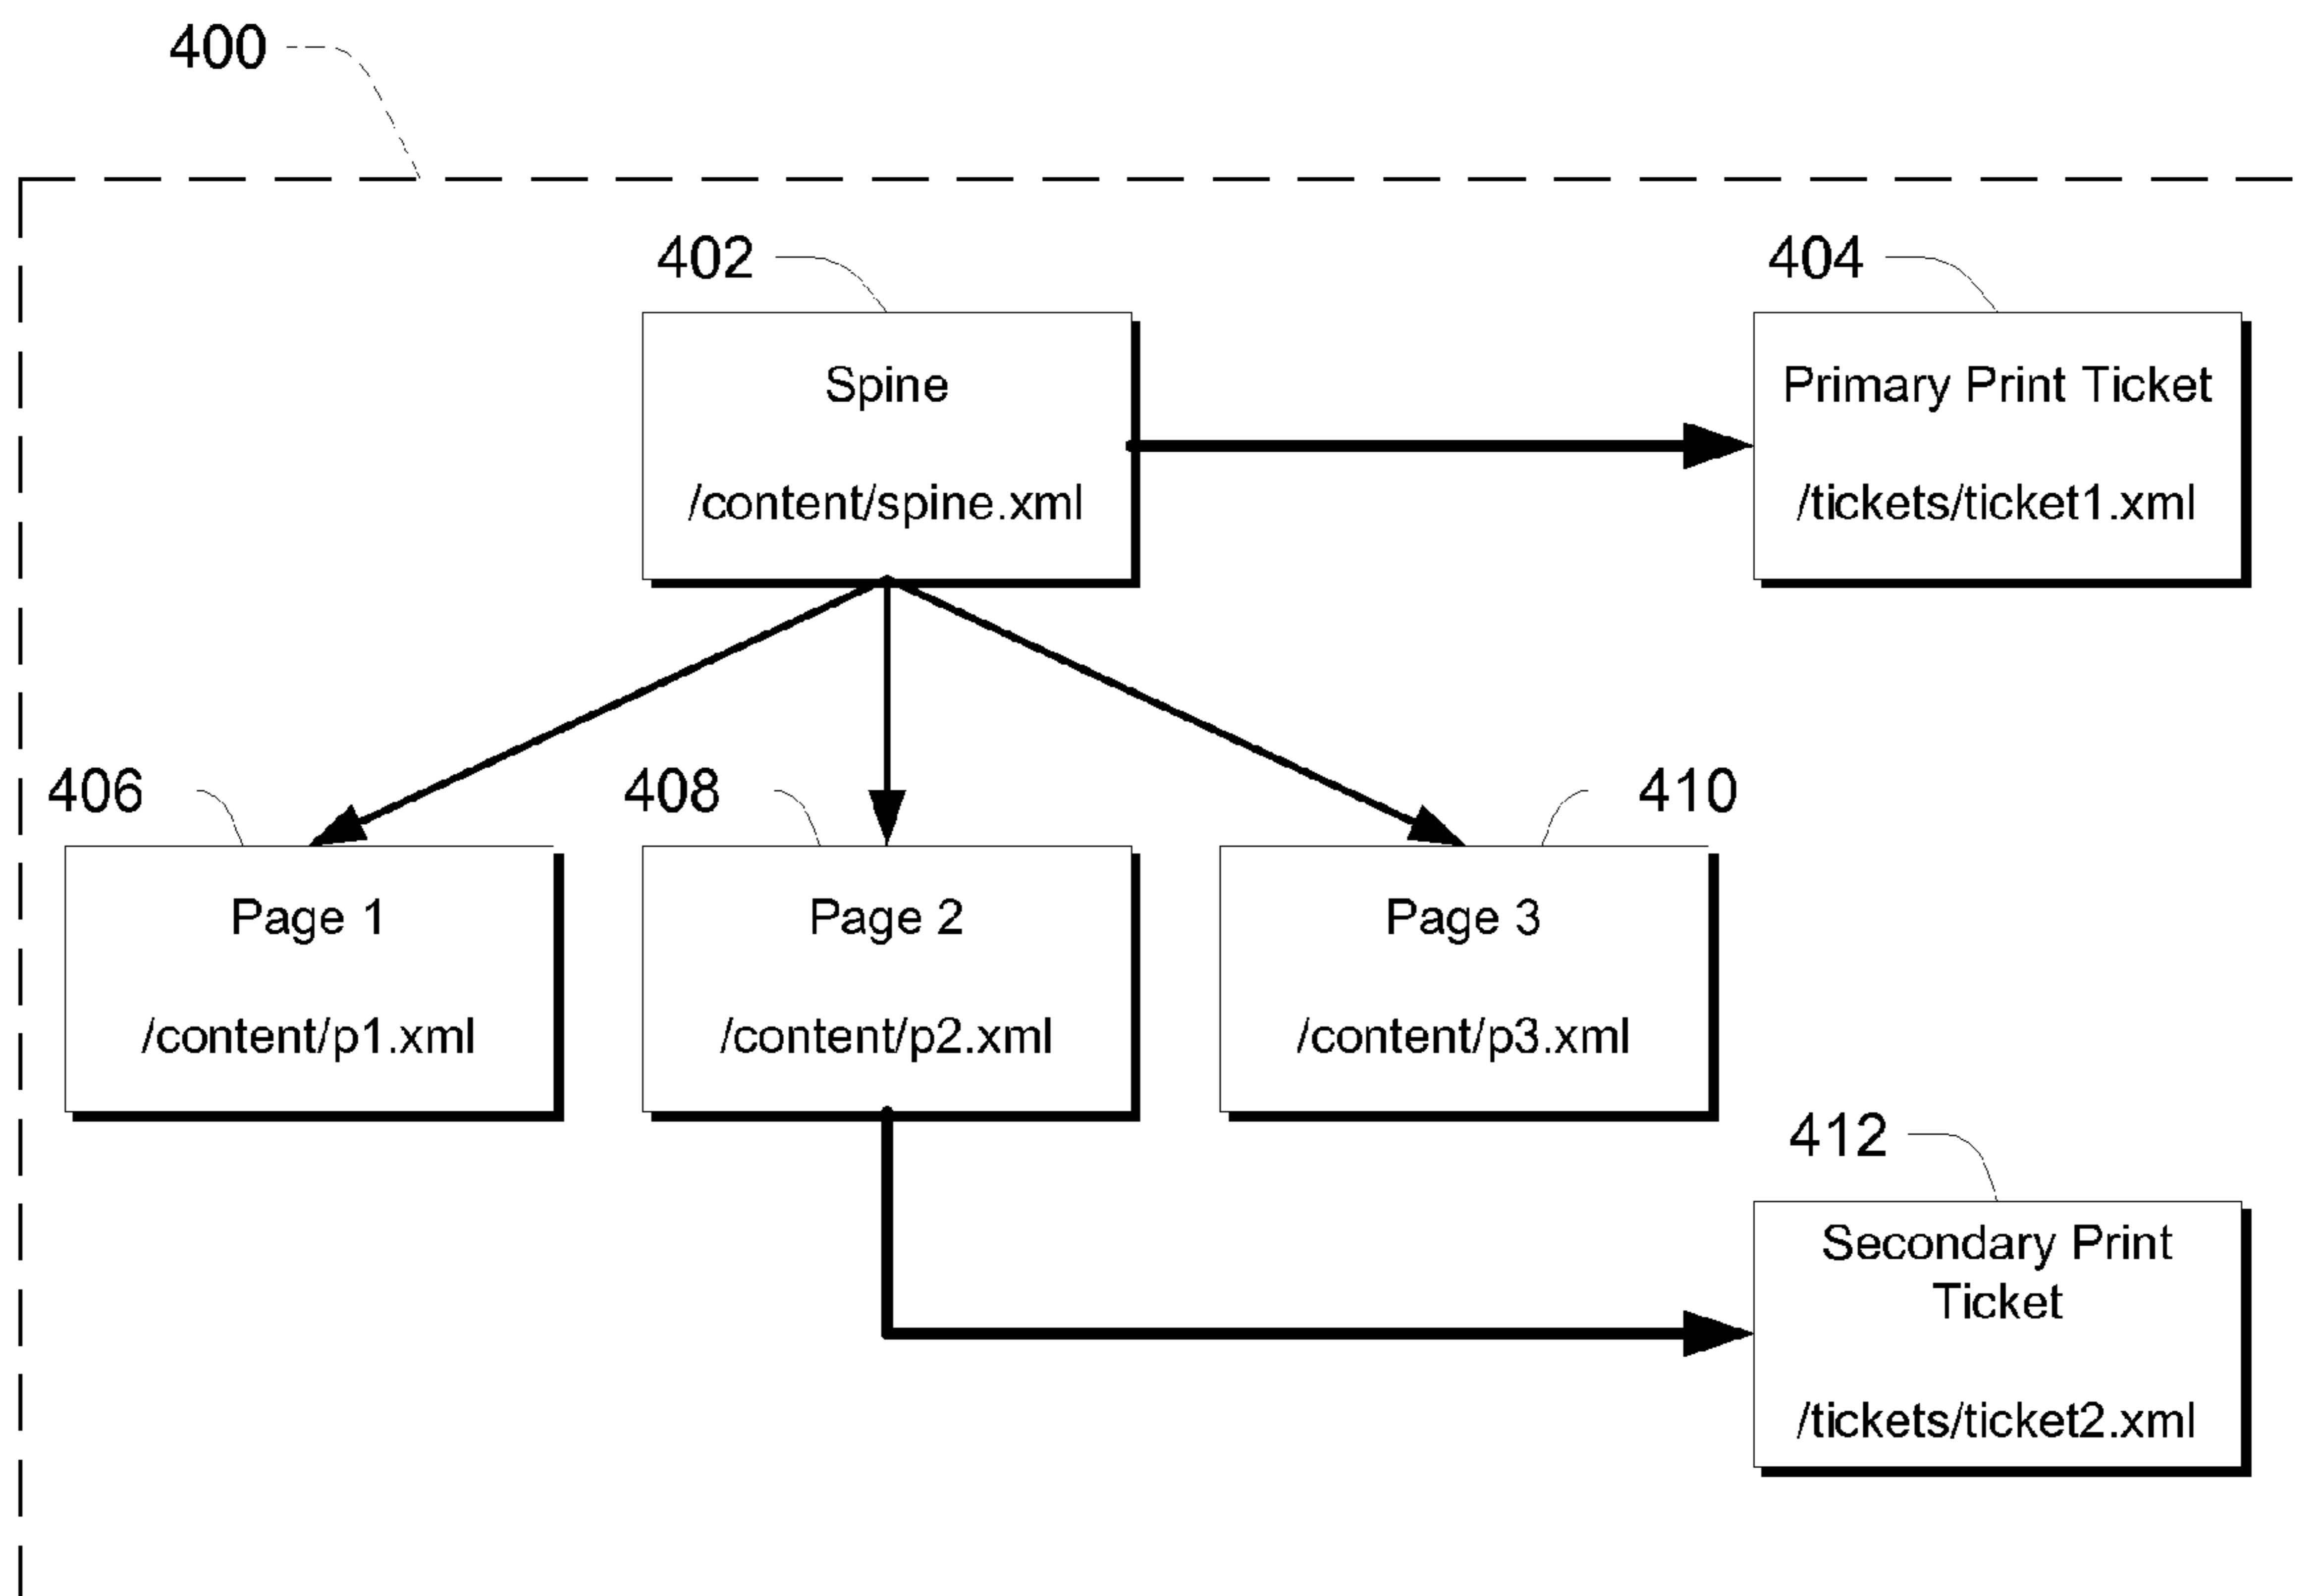 400
402
404
Spine
/content/spine.xml
Primary Print Ticket
/tickets/ticket1.xml
406
408
410
Page 1
/content/p1.xml
Page 2
/content/p2.xml
Page 3
/content/p3.xml
412
Secondary Print
Ticket
/tickets/ticket2.xml